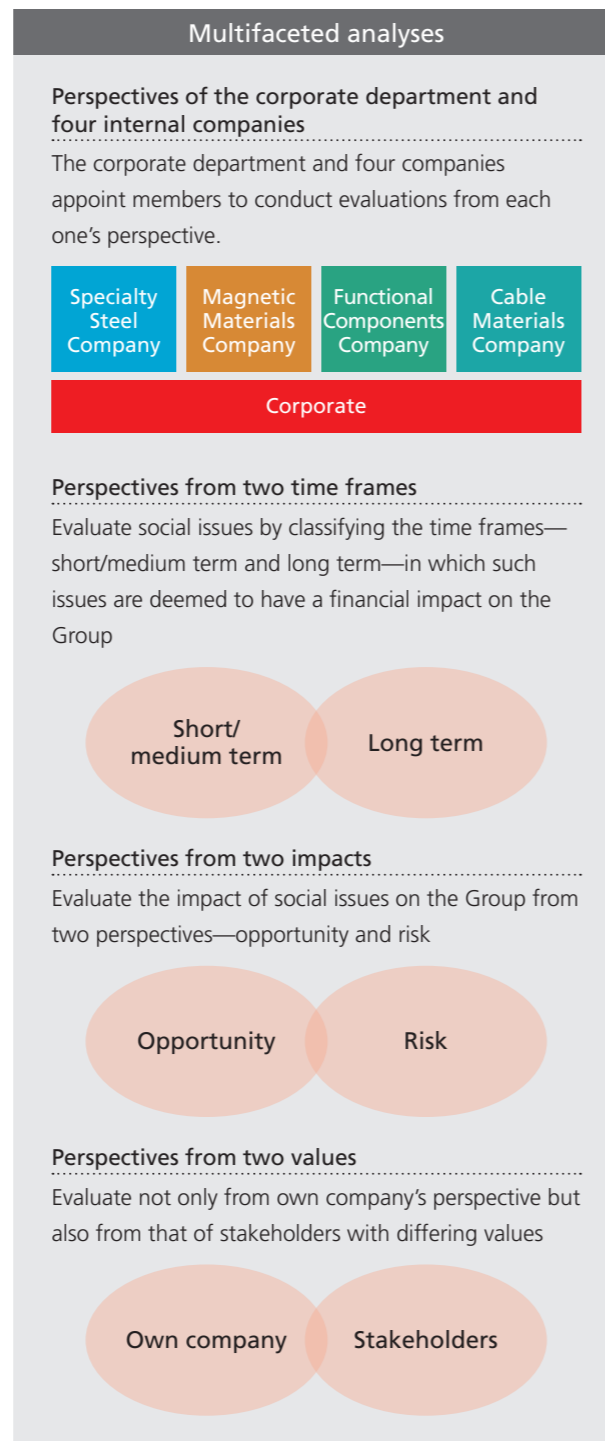 Multifaceted analyses
Perspectives of the corporate department and
four internal companies
The corporate department and four companies
appoint members to conduct evaluations from each
one's perspective.
Specialty
Steel
Company
Magnetic
Materials
Company
Functional
Components
Company
Cable
Materials
Company
Corporate
Perspectives from two time frames
Evaluate social issues by classifying the time frames—
short/medium term and long term—in which such
issues are deemed to have a financial impact on the
Group
Short/
medium term
Long term
Perspectives from two impacts
Evaluate the impact of social issues on the Group from
two perspectives—opportunity and risk
Opportunity
Risk
Perspectives from two values
Evaluate not only from own company's perspective but
also from that of stakeholders with differing values
Own company
Stakeholders